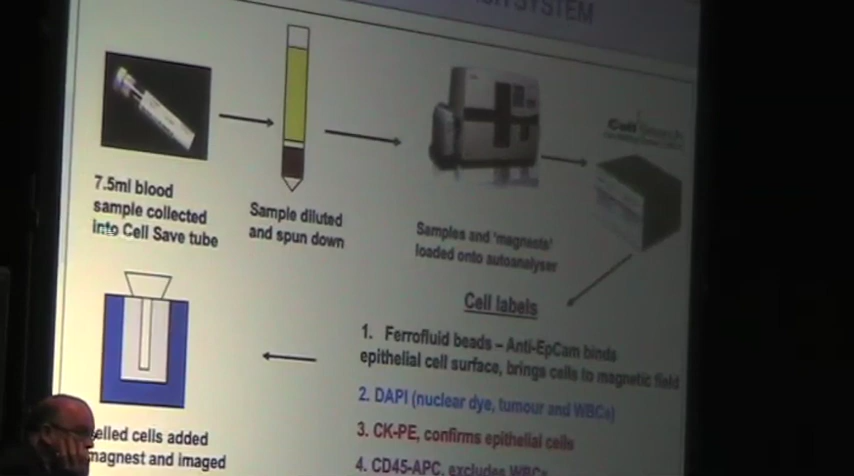 SYSTEM
7.5ml blood
sample collected
into Cell Save tube
Sample diluted
and spun down
Samples and 'magnests'
loaded onto autoanalyser
Cell labels
1. Ferrofluid beads – Anti-EpCam binds
epithelial cell surface, brings cells to magnetic field
2. DAPI (nuclear dye, tumour and WBCs)
3. CK-PE, confirms epithelial cells
4. CD45-APC, excludes WBCs
elled cells added
magnest and imaged